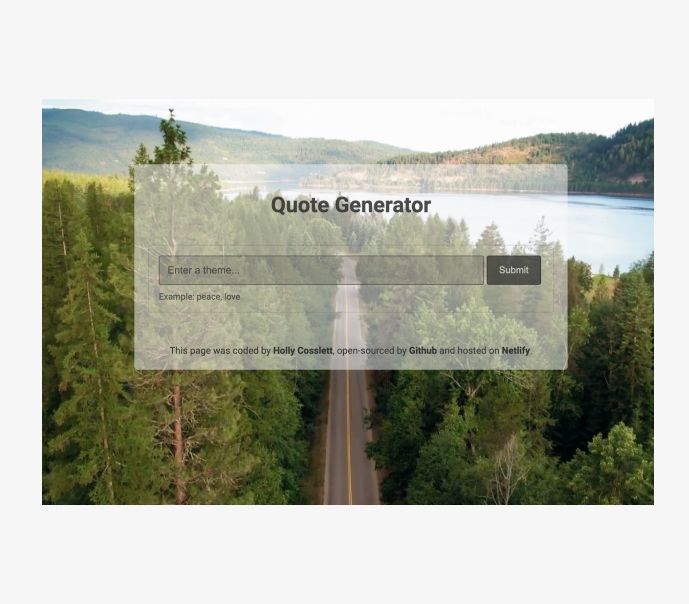 Quote Generator
Enter a theme...
Submit
Example: peace, love
This page was coded by Holly Cosslett, open-sourced by Github and hosted on Netlify